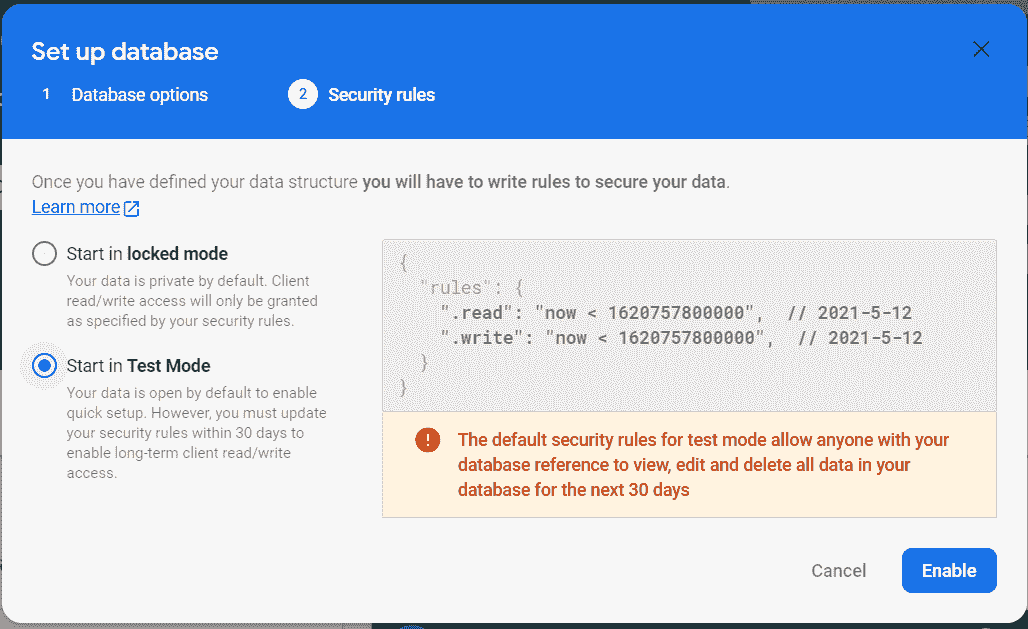 Set up database
1 Database options 2 Security rules
Once you have defined your data structure you will have to write rules to secure your data.
Learn more
Start in locked mode
Your data is private by default. Client
read/write access will only be granted
as specified by your security rules.
Start in Test Mode
Your data is open by default to enable
quick setup. However, you must update
your security rules within 30 days to
enable long-term client read/write
access.
{
"rules": {
".read": "now < 1620757800000", // 2021-5-12
".write": "now < 1620757800000", // 2021-5-12
}
}
! The default security rules for test mode allow anyone with your
database reference to view, edit and delete all data in your
database for the next 30 days
Cancel Enable